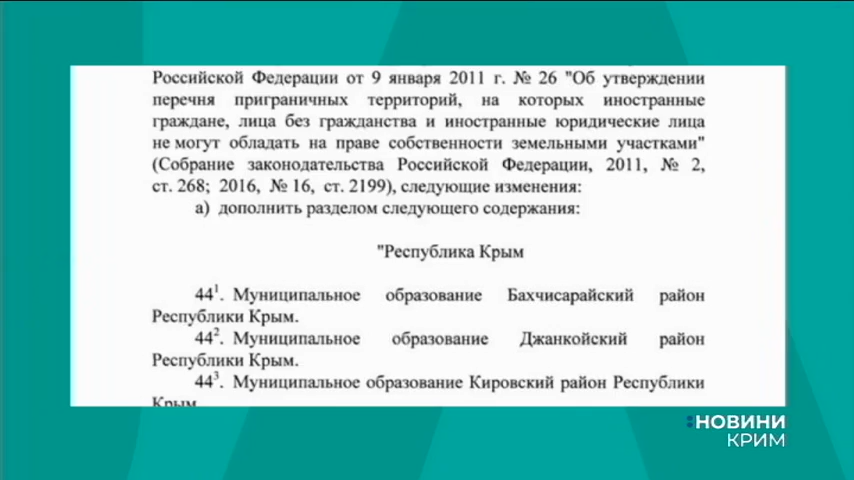 Российской Федерации от 9 января 2011 г. № 26 "Об утверждении
перечня приграничных территорий, на которых иностранные
граждане, лица без гражданства и иностранные юридические лица
не могут обладать на праве собственности земельными участками"
(Собрание законодательства Российской Федерации, 2011, № 2,
ст. 268; 2016, № 16, ст. 2199), следующие изменения:
а) дополнить разделом следующего содержания:
"Республика Крым
44¹. Муниципальное образование Бахчисарайский район
Республики Крым.
44². Муниципальное образование Джанкойский район
Республики Крым.
44³. Муниципальное образование Кировский район Республики
Крым
:НОВИНИ
КРИМ